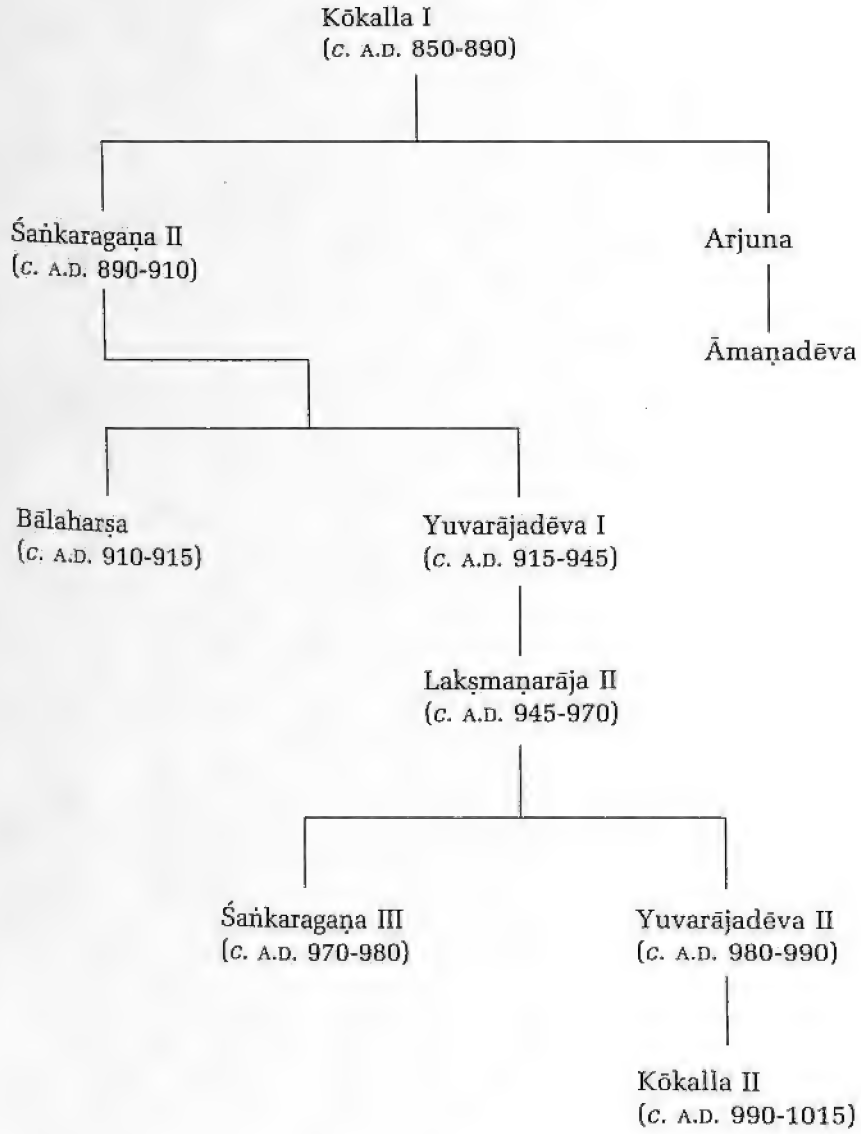 Kōkalla I
(c. A.D. 850-890)
Śaṅkaragaṇa II
(c. A.D. 890-910)
Arjuna
Āmaṇadēva
Bālaharṣa
(c. A.D. 910-915)
Yuvarājadēva I
(c. A.D. 915-945)
Lakṣmaṇarāja II
(c. A.D. 945-970)
Śaṅkaragaṇa III
(c. A.D. 970-980)
Yuvarājadēva II
(c. A.D. 980-990)
Kōkalla II
(c. A.D. 990-1015)